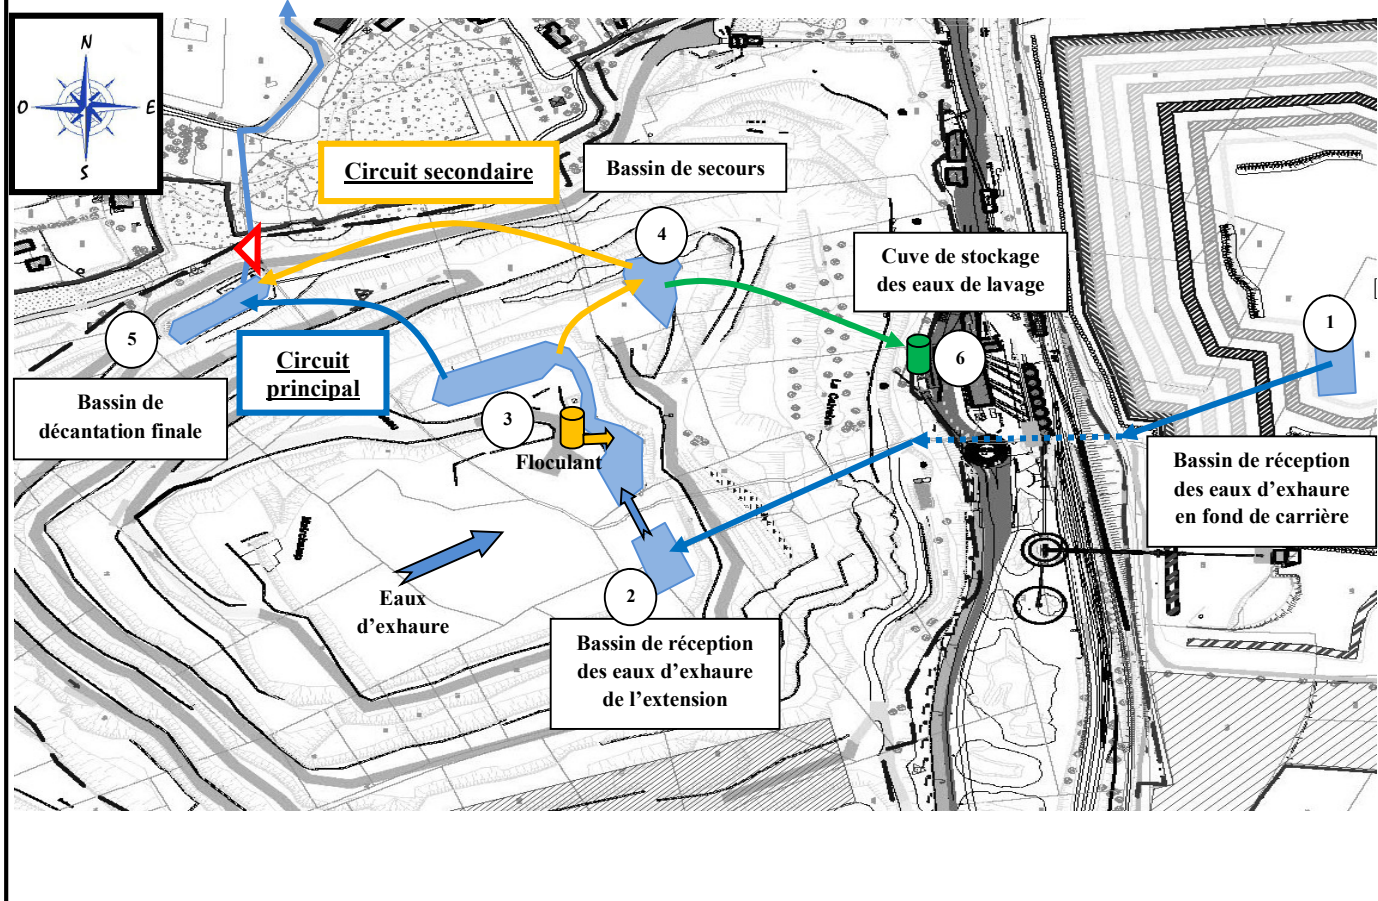 N
O
E
S
Circuit secondaire
Bassin de secours
4
Cuve de stockage
des eaux de lavage
1
5
Circuit
principal
6
Bassin de
décantation finale
3
Floculant
Bassin de réception
des eaux d'exhaure
en fond de carrière
Eaux
d'exhaure
2
Bassin de réception
des eaux d'exhaure
de l'extension